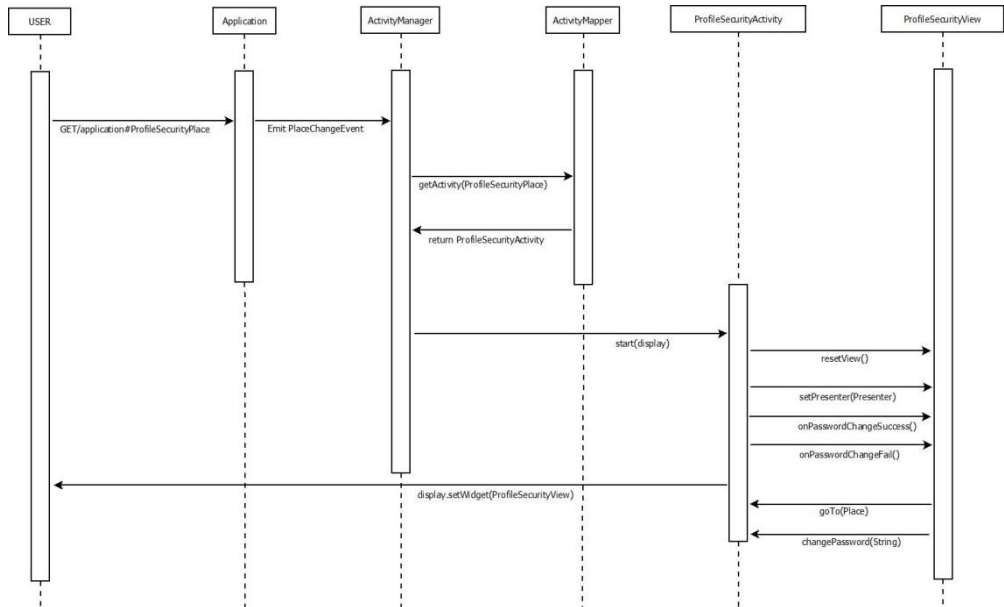 USER
Application
ActivityManager
ActivityMapper
ProfileSecurityActivity
ProfileSecurityView
GET/application#ProfileSecurityPlace
Emit PlaceChangeEvent
getActivity(ProfileSecurityPlace)
return ProfileSecurityActivity
start(display)
resetView()
setPresenter(Presenter)
onPasswordChangeSuccess()
onPasswordChangeFail()
display.setWidget(ProfileSecurityView)
goTo(Place)
changePassword(String)